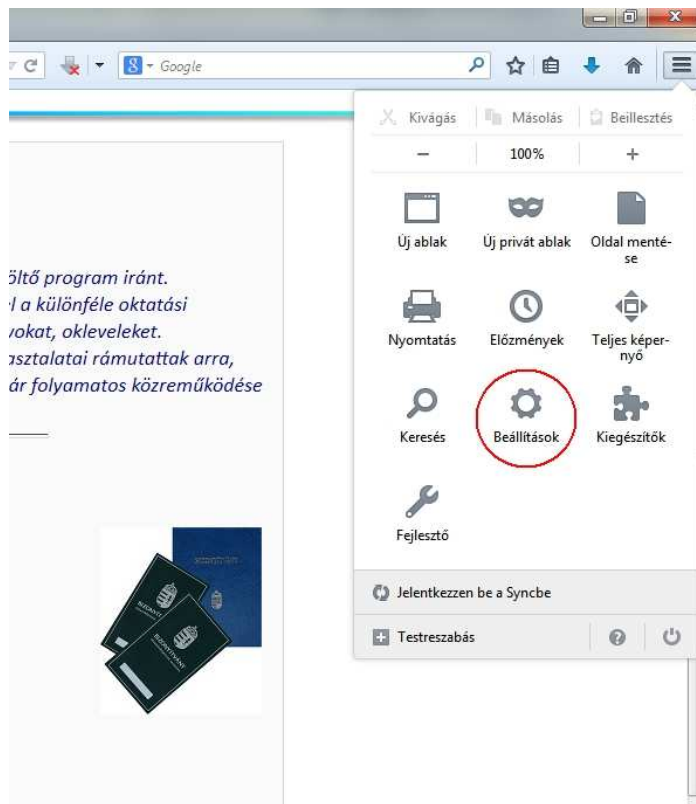 Google
Kivágás Másolás Beillesztés
− 100% +
Új ablak Új privát ablak Oldal menté-
se
Nyomtatás Előzmények Teljes képer-
nyő
Keresés Beállítások Kiegészítők
Fejlesztő
Jelentkezzen be a Syncbe
Testreszabás
öltő program iránt.
l a különféle oktatási
okat, okleveleket.
asztalatai rámutattak arra,
ár folyamatos közreműködése
BIZONYÍTVÁNY